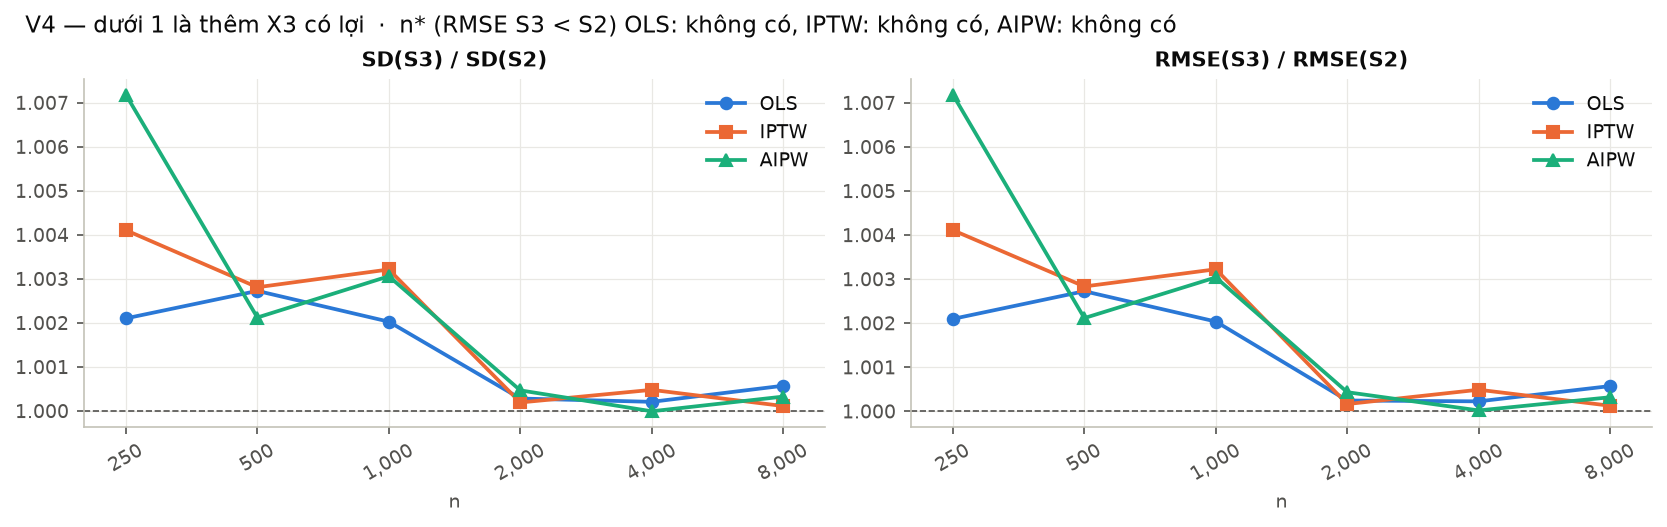 V4 — dưới 1 là thêm X3 có lợi · n* (RMSE S3 < S2) OLS: không có, IPTW: không có, AIPW: không có
SD(S3) / SD(S2)
1.007
1.006
1.005
1.004
1.003
1.002
1.001
1.000
OLS
IPTW
AIPW
250
500
1,000
2,000
4,000
8,000
n
RMSE(S3) / RMSE(S2)
1.007
1.006
1.005
1.004
1.003
1.002
1.001
1.000
OLS
IPTW
AIPW
250
500
1,000
2,000
4,000
8,000
n